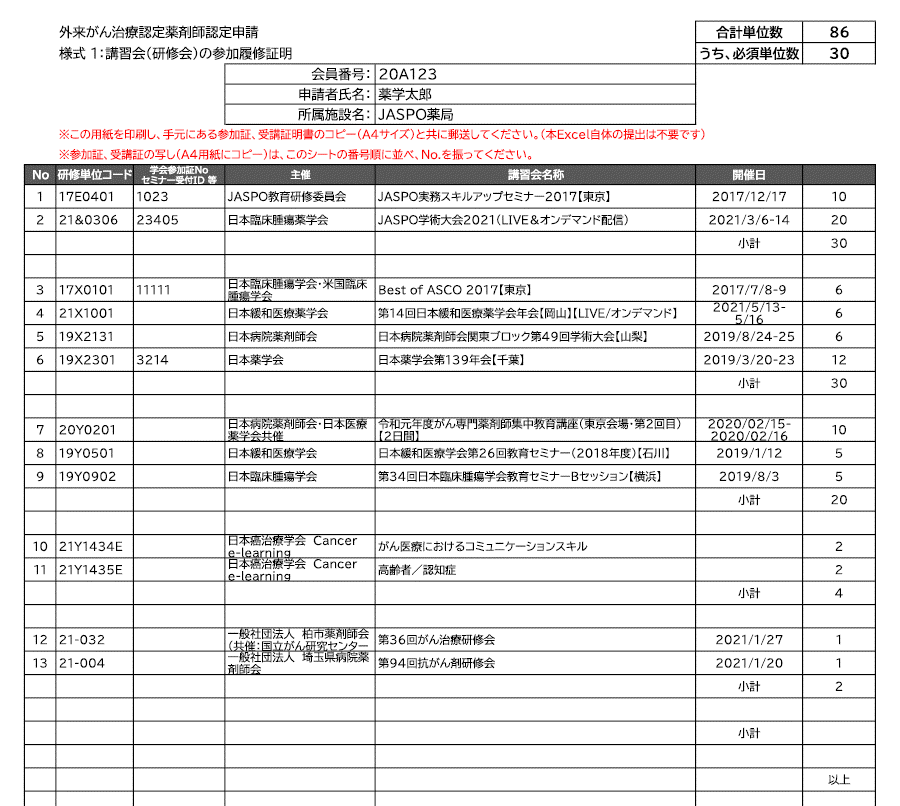 外来がん治療認定薬剤師認定申請
合計単位数 86
様式 1：講習会（研修会）の参加履修証明
うち、必須単位数 30
会員番号： 20A123
申請者氏名： 薬学太郎
所属施設名： JASPO薬局
※この用紙を印刷し、手元にある参加証、受講証明書のコピー（A4サイズ）と共に郵送してください。（本Excel自体の提出は不要です）
※参加証、受講証の写し（A4用紙にコピー）は、このシートの番号順に並べ、No.を振ってください。
No 研修単位コード 学会参加証No セミナー受付ID 等 主催 講習会名称 開催日
1 17E0401 1023 JASPO教育研修委員会 JASPO実務スキルアップセミナー2017【東京】 2017/12/17 10
2 21&0306 23405 日本臨床腫瘍薬学会 JASPO学術大会2021（LIVE＆オンデマンド配信） 2021/3/6-14 20
小計 30
3 17X0101 11111 日本臨床腫瘍学会・米国臨床腫瘍学会 Best of ASCO 2017【東京】 2017/7/8-9 6
4 21X1001 日本緩和医療薬学会 第14回日本緩和医療薬学会年会【岡山】【LIVE/オンデマンド】 2021/5/13-5/16 6
5 19X2131 日本病院薬剤師会 日本病院薬剤師会関東ブロック第49回学術大会【山梨】 2019/8/24-25 6
6 19X2301 3214 日本薬学会 日本薬学会第139年会【千葉】 2019/3/20-23 12
小計 30
7 20Y0201 日本病院薬剤師会・日本医療薬学会共催 令和元年度がん専門薬剤師集中教育講座（東京会場・第2回目）【2日間】 2020/02/15-2020/02/16 10
8 19Y0501 日本緩和医療学会 日本緩和医療学会第26回教育セミナー（2018年度）【石川】 2019/1/12 5
9 19Y0902 日本臨床腫瘍学会 第34回日本臨床腫瘍学会教育セミナーBセッション【横浜】 2019/8/3 5
小計 20
10 21Y1434E 日本癌治療学会 Cancer e-learning がん医療におけるコミュニケーションスキル 2
11 21Y1435E 日本癌治療学会 Cancer e-learning 高齢者／認知症 2
小計 4
12 21-032 一般社団法人 柏市薬剤師会（共催：国立がん研究センター 第36回がん治療研修会 2021/1/27 1
13 21-004 一般社団法人 埼玉県病院薬剤師会 第94回抗がん剤研修会 2021/1/20 1
小計 2
小計
以上